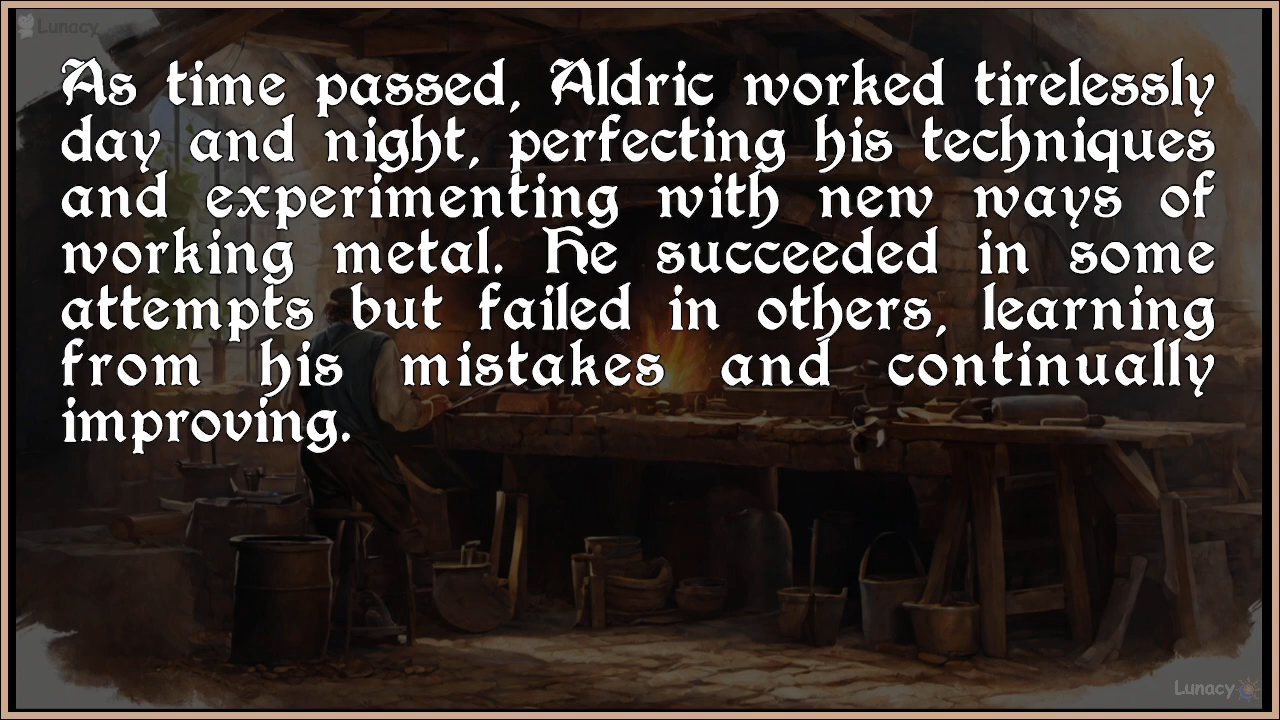 Lunacy
As time passed, Aldric worked tirelessly
day and night, perfecting his techniques
and experimenting with new ways of
working metal. He succeeded in some
attempts but failed in others, learning
from his mistakes and continually
improving.
Lunacy